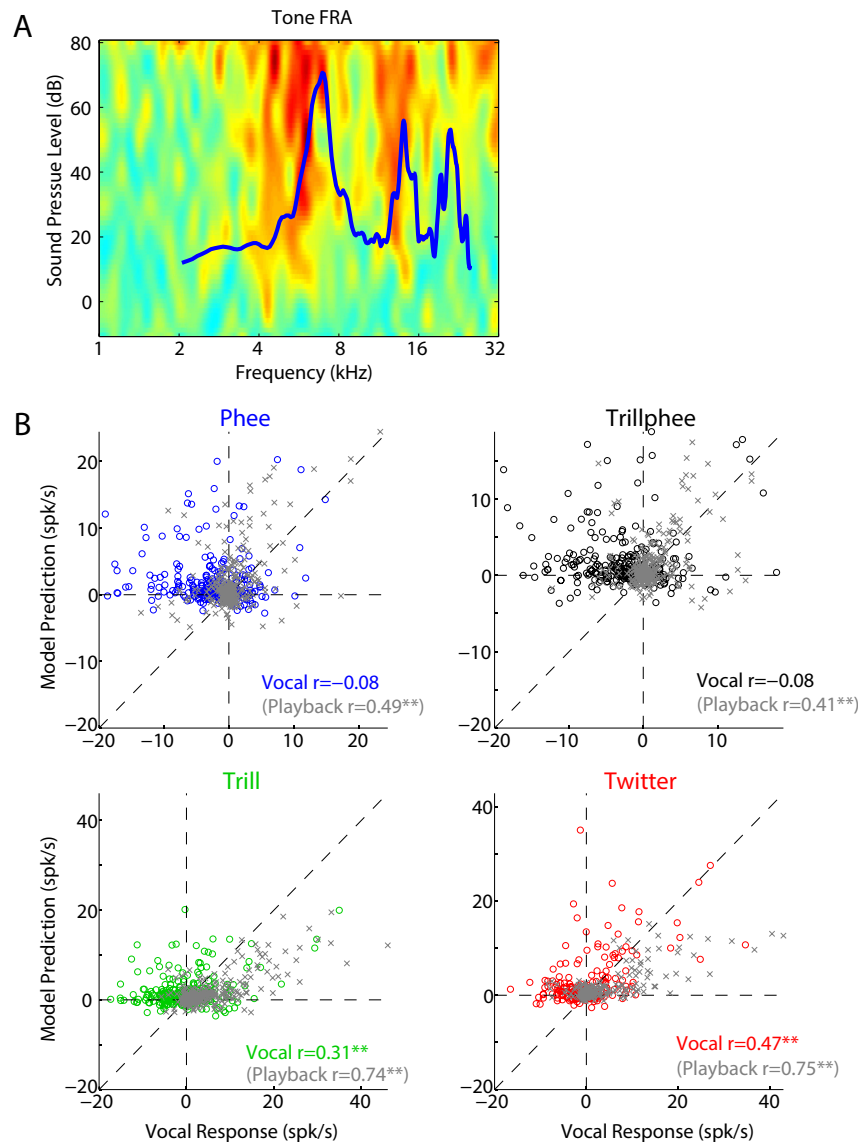 A
Tone FRA
Sound Pressue Level (dB)
80
60
40
20
0
1 2 4 8 16 32
Frequency (kHz)
B
Phee
Model Prediction (spk/s)
20
10
0
−10
−20
−20 −10 0 10 20
Vocal r=−0.08
(Playback r=0.49**)
Trillphee
10
0
−10
−20
−20 −10 0 10
Vocal r=−0.08
(Playback r=0.41**)
Trill
Model Prediction (spk/s)
40
20
0
−20
−20 0 20 40
Vocal r=0.31**
(Playback r=0.74**)
Vocal Response (spk/s)
Twitter
40
20
0
−20
−20 0 20 40
Vocal r=0.47**
(Playback r=0.75**)
Vocal Response (spk/s)